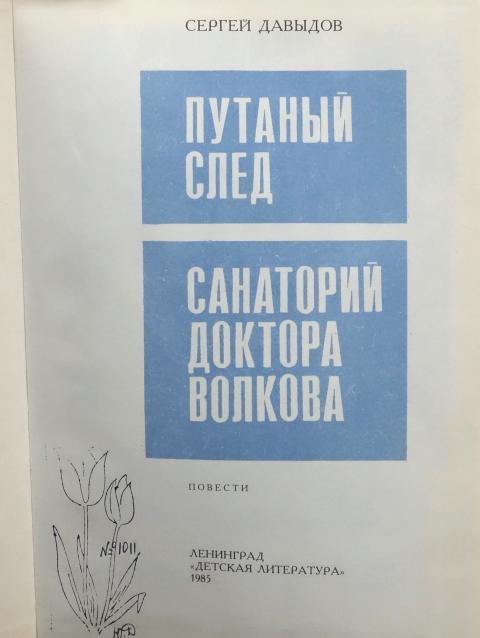 СЕРГЕЙ ДАВЫДОВ
ПУТАНЫЙ
СЛЕД
САНАТОРИЙ
ДОКТОРА
ВОЛКОВА
ПОВЕСТИ
ЛЕНИНГРАД
«ДЕТСКАЯ ЛИТЕРАТУРА»
1985
№ 1011